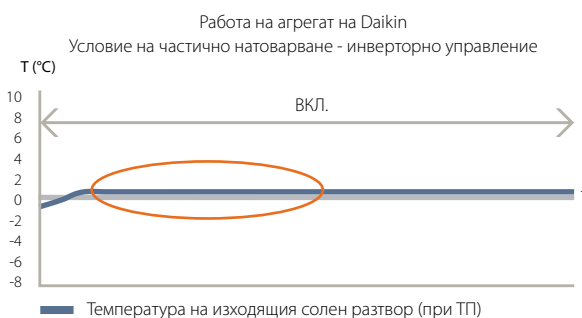 Работа на агрегат на Daikin
Условие на частично натоварване - инверторно управление
T (°C)
ВКЛ.
10
8
6
4
2
0
-2
-4
-6
-8
Температура на изходящия солен разтвор (при ТП)